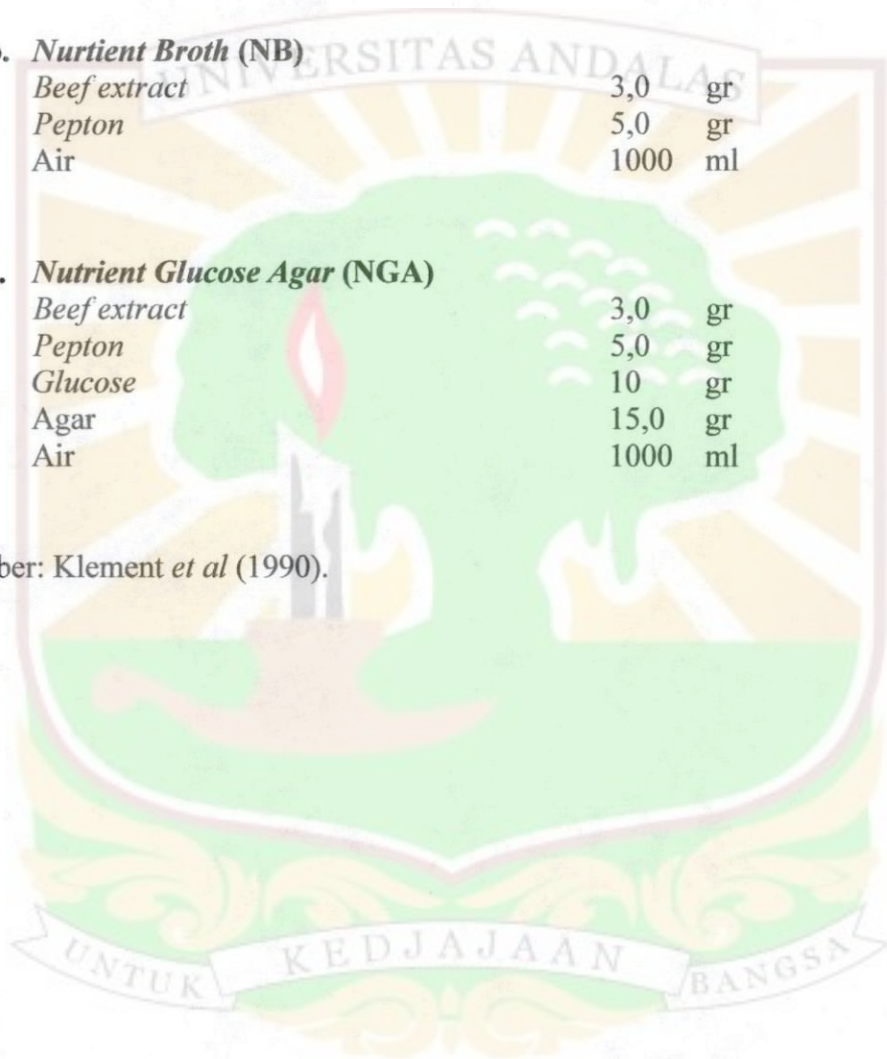 . Nurtient Broth (NB)
UNIVERSITAS ANDALAS
Beef extract 3,0 gr
Pepton 5,0 gr
Air 1000 ml
. Nutrient Glucose Agar (NGA)
Beef extract 3,0 gr
Pepton 5,0 gr
Glucose 10 gr
Agar 15,0 gr
Air 1000 ml
ber: Klement et al (1990).
UNTUK KEDJAJAAN BANGSA